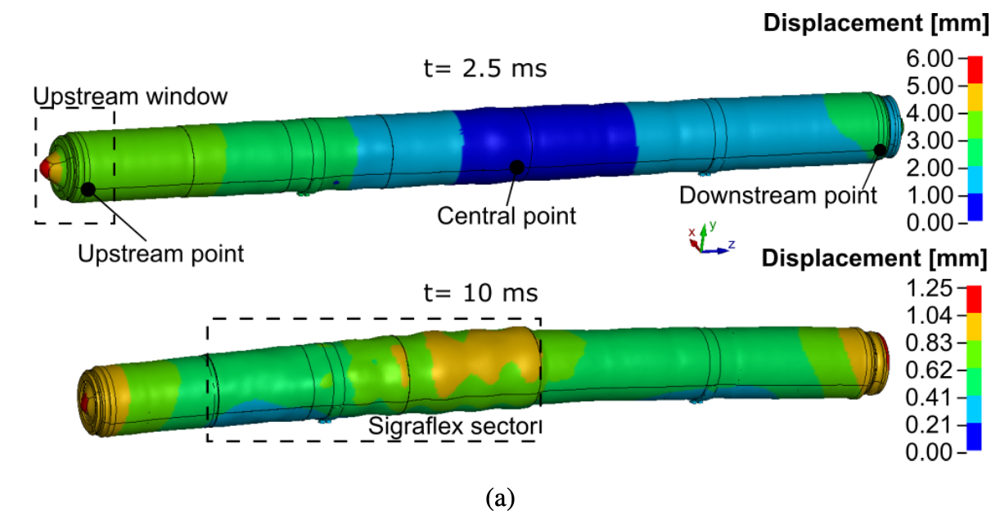 Displacement [mm]
t= 2.5 ms
Upstream window
6.00
5.00
4.00
3.00
2.00
1.00
0.00
Downstream point
Central point
Upstream point
x
y
z
Displacement [mm]
t= 10 ms
1.25
1.04
0.83
0.62
0.41
0.21
0.00
Sigraflex sector
(a)